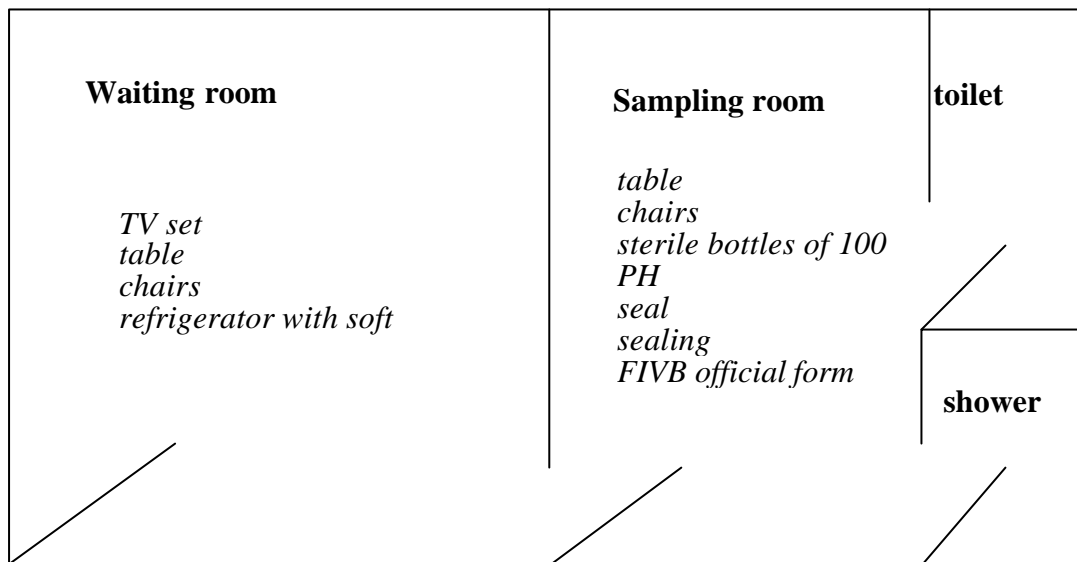 Waiting room
TV set
table
chairs
refrigerator with soft
Sampling room
table
chairs
sterile bottles of 100
PH
seal
sealing
FIVB official form
toilet
shower